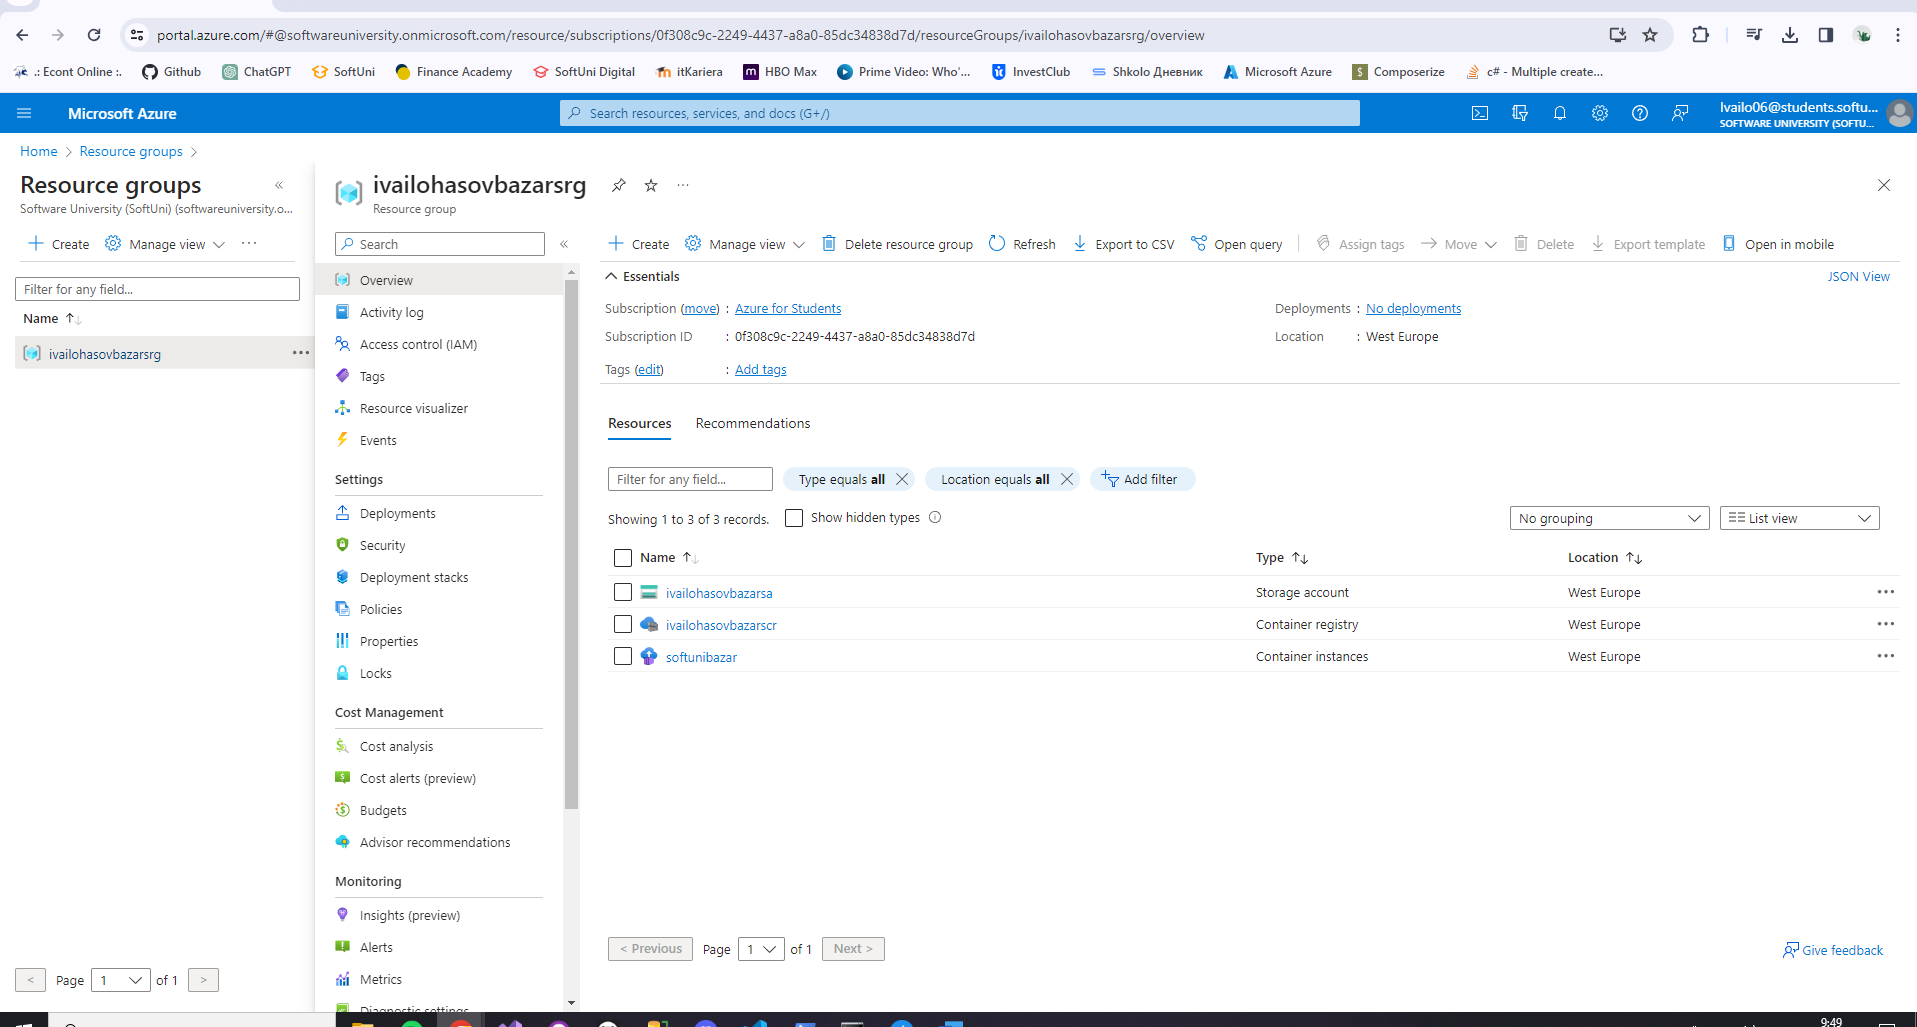 portal.azure.com/#@softwareuniversity.onmicrosoft.com/resource/subscriptions/0f308c9c-2249-4437-a8a0-85dc34838d7d/resourceGroups/ivailohasovbazarsrg/overview
.: Econt Online :. Github ChatGPT SoftUni Finance Academy SoftUni Digital itKariera HBO Max Prime Video: Who'... InvestClub Shkolo Дневник Microsoft Azure Composerize c# - Multiple create...
Microsoft Azure
Search resources, services, and docs (G+/)
Ivailo06@students.softu...
SOFTWARE UNIVERSITY (SOFTU...
Home > Resource groups >
Resource groups
Software University (SoftUni) (softwareuniversity.o...
Create Manage view ...
Filter for any field...
Name
ivailohasovbazarsrg
< Page 1 of 1 >
ivailohasovbazarsrg
Resource group
Search
Overview
Activity log
Access control (IAM)
Tags
Resource visualizer
Events
Settings
Deployments
Security
Deployment stacks
Policies
Properties
Locks
Cost Management
Cost analysis
Cost alerts (preview)
Budgets
Advisor recommendations
Monitoring
Insights (preview)
Alerts
Metrics
Diagnostic settings
Create Manage view Delete resource group Refresh Export to CSV Open query Assign tags Move Delete Export template Open in mobile
Essentials
JSON View
Subscription (move) : Azure for Students
Deployments : No deployments
Subscription ID : 0f308c9c-2249-4437-a8a0-85dc34838d7d
Location : West Europe
Tags (edit) : Add tags
Resources Recommendations
Filter for any field... Type equals all Location equals all Add filter
Showing 1 to 3 of 3 records. Show hidden types
No grouping List view
Name Type Location
ivailohasovbazarsa Storage account West Europe
ivailohasovbazarscr Container registry West Europe
softunibazar Container instances West Europe
< Previous Page 1 of 1 Next >
Give feedback
9:49